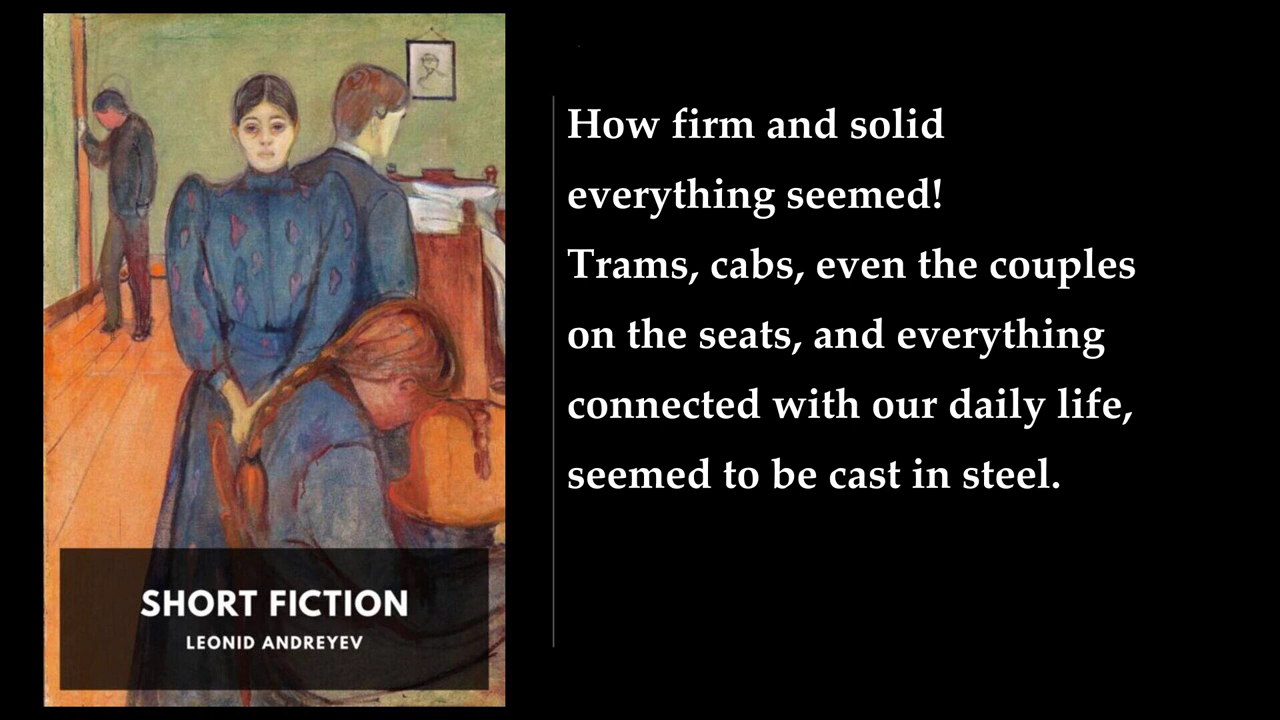 SHORT FICTION
LEONID ANDREYEV
How firm and solid
everything seemed!
Trams, cabs, even the couples
on the seats, and everything
connected with our daily life,
seemed to be cast in steel.